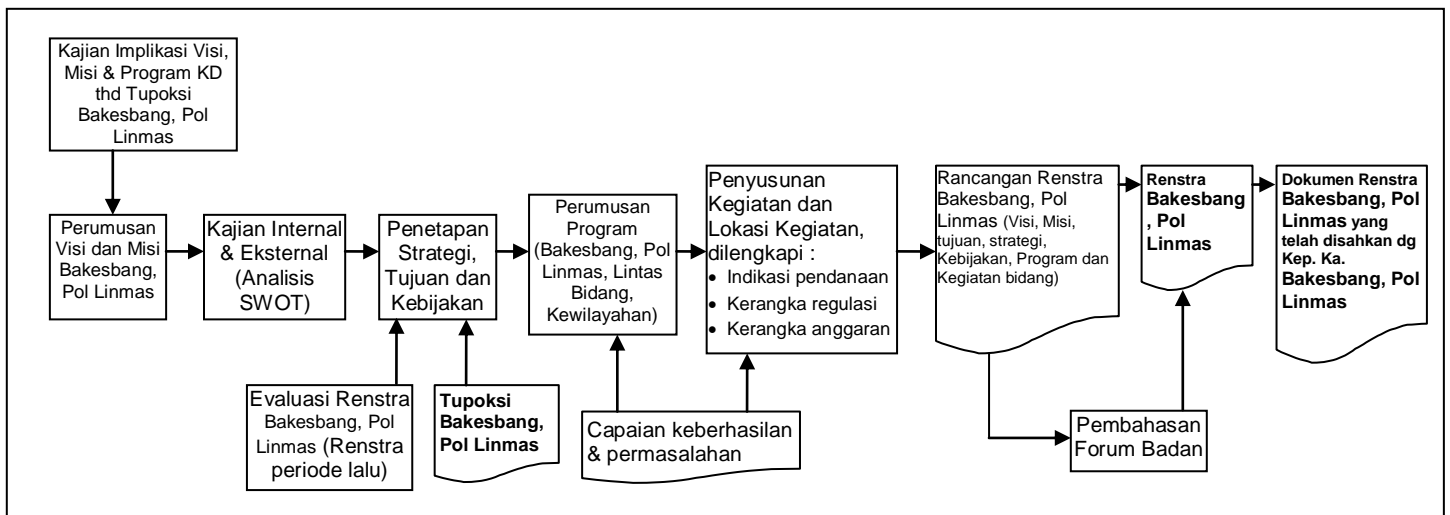 Kajian Implikasi Visi,
Misi & Program KD
thd Tupoksi
Bakesbang, Pol
Linmas
Perumusan
Visi dan Misi
Bakesbang,
Pol Linmas
Kajian Internal
& Eksternal
(Analisis
SWOT)
Penetapan
Strategi,
Tujuan dan
Kebijakan
Perumusan
Program
(Bakesbang, Pol
Linmas, Lintas
Bidang,
Kewilayahan)
Penyusunan
Kegiatan dan
Lokasi Kegiatan,
dilengkapi :
• Indikasi pendanaan
• Kerangka regulasi
• Kerangka anggaran
Rancangan Renstra
Bakesbang, Pol
Linmas (Visi, Misi,
tujuan, strategi,
Kebijakan, Program dan
Kegiatan bidang)
Renstra
Bakesbang
, Pol
Linmas
Dokumen Renstra
Bakesbang, Pol
Linmas yang
telah disahkan dg
Kep. Ka.
Bakesbang, Pol
Linmas
Evaluasi Renstra
Bakesbang, Pol
Linmas (Renstra
periode lalu)
Tupoksi
Bakesbang,
Pol Linmas
Capaian keberhasilan
& permasalahan
Pembahasan
Forum Badan